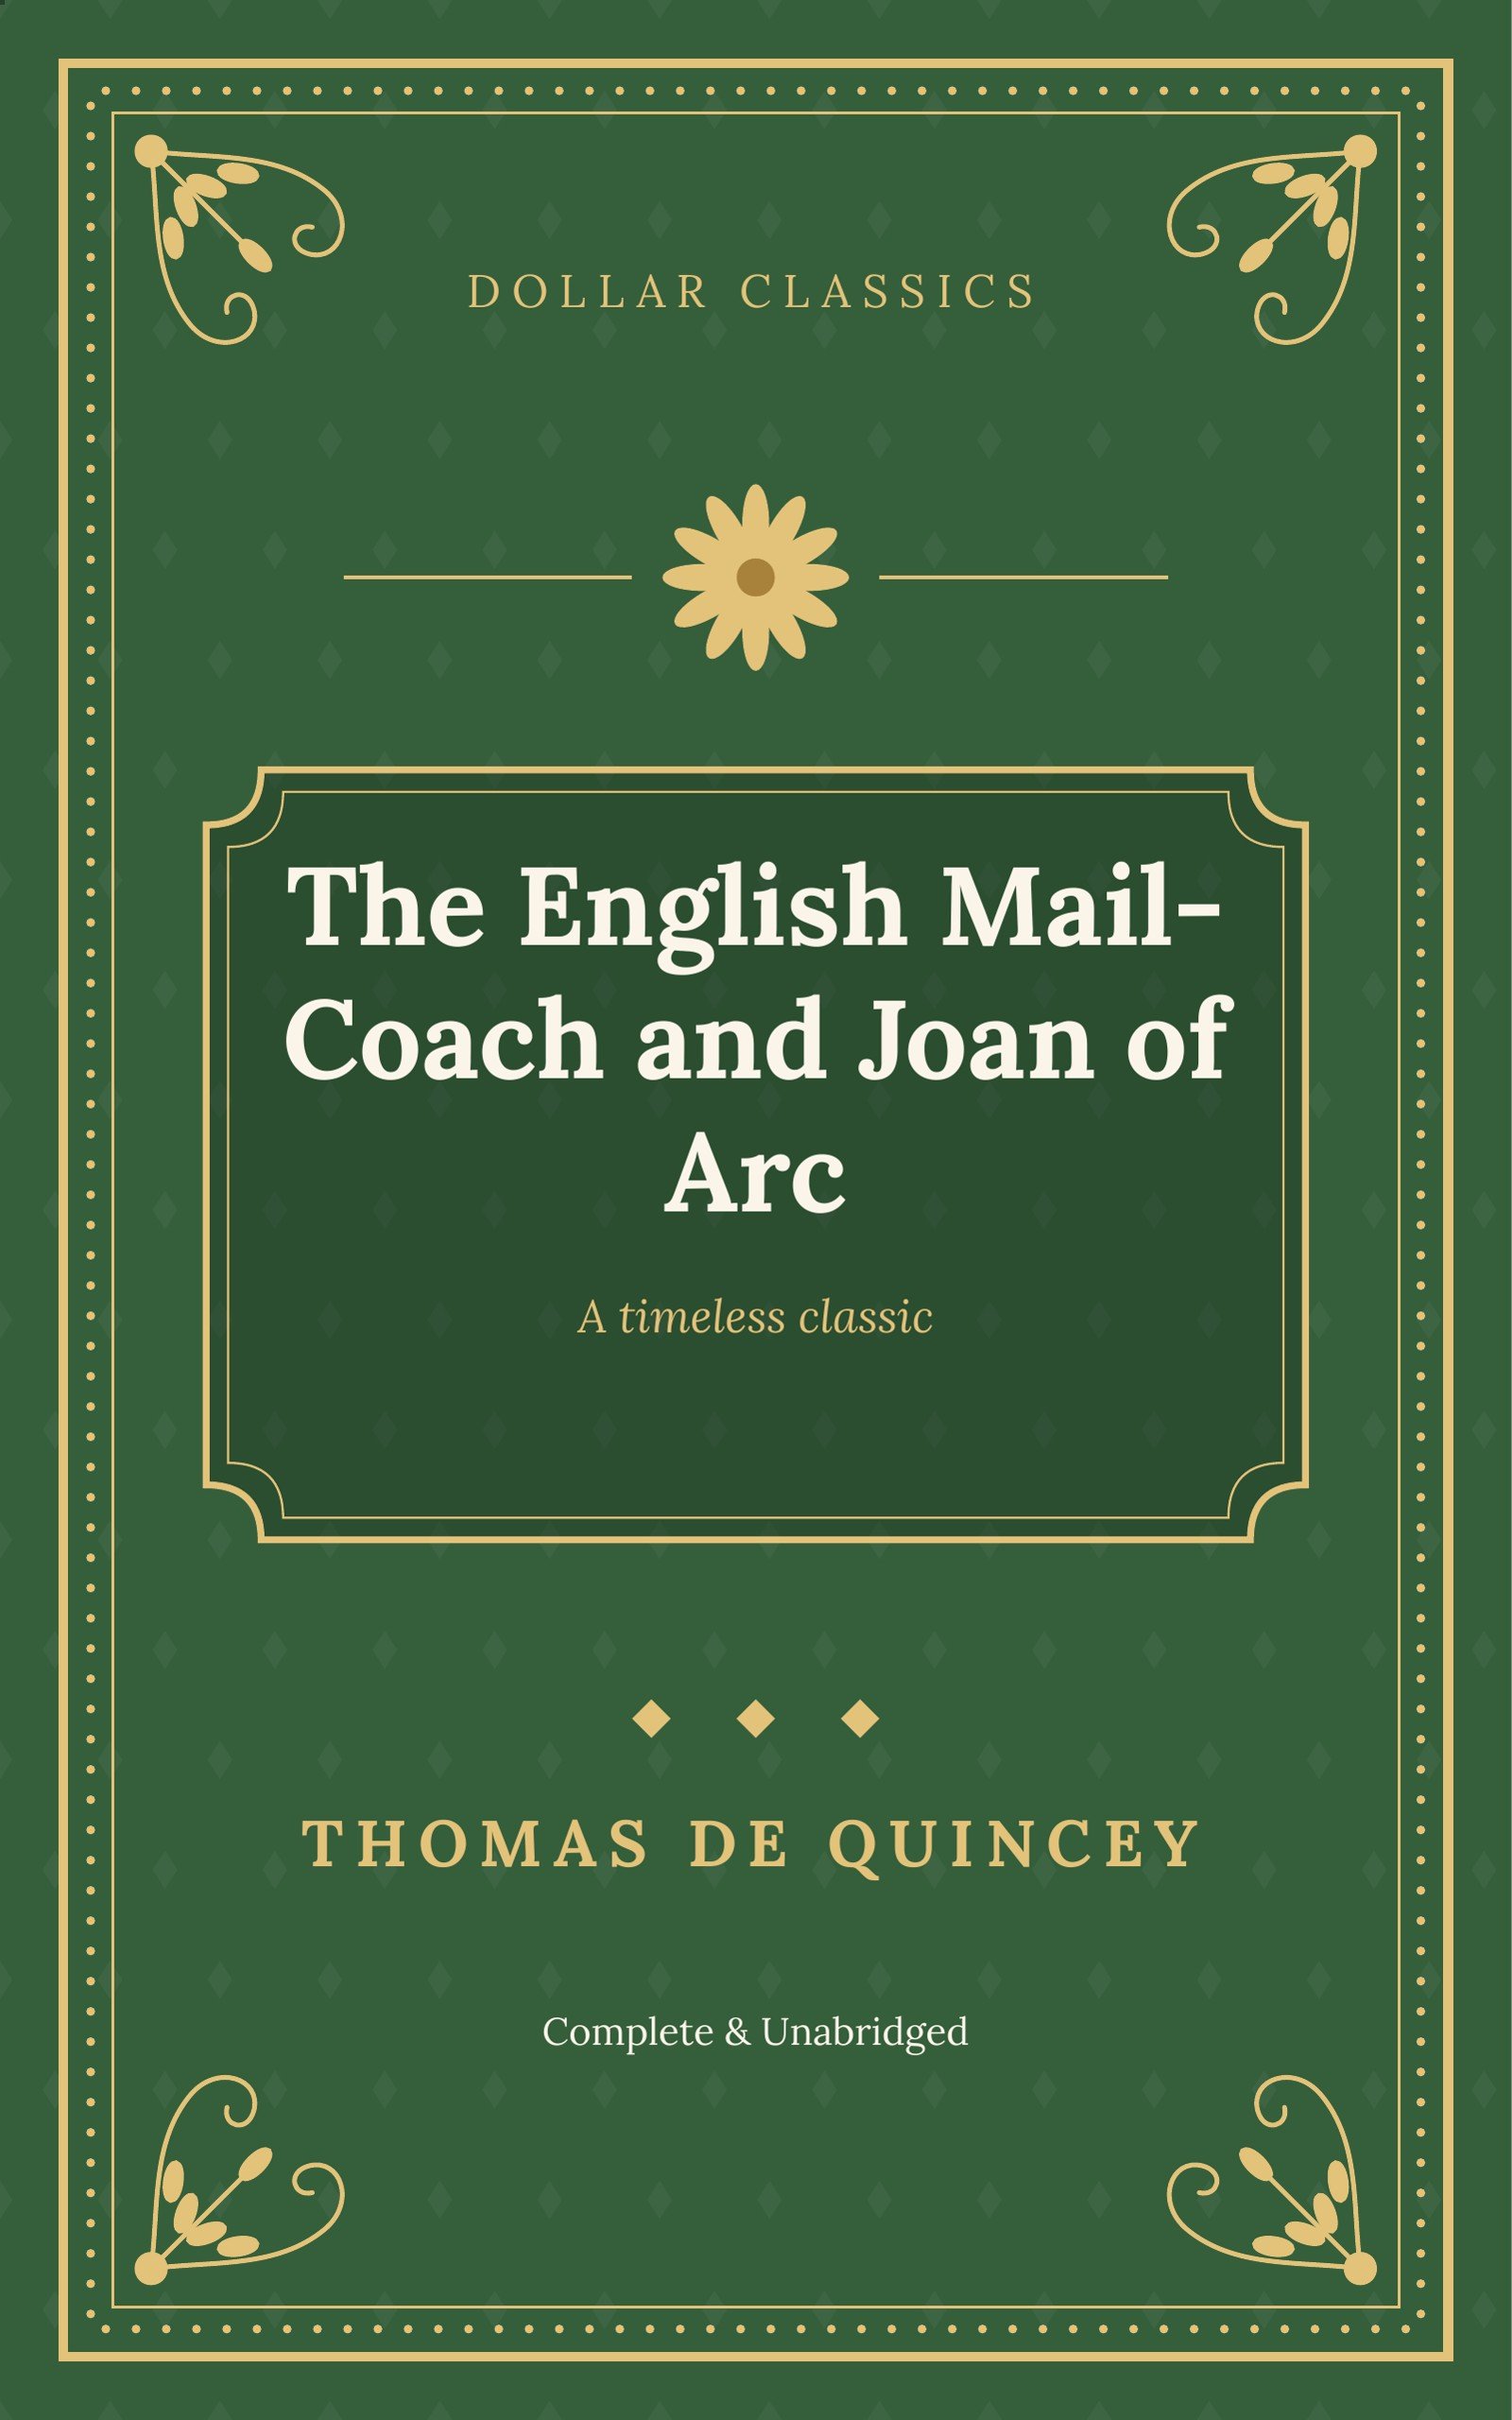 DOLLAR CLASSICS
The English Mail-
Coach and Joan of
Arc
A timeless classic
THOMAS DE QUINCEY
Complete & Unabridged